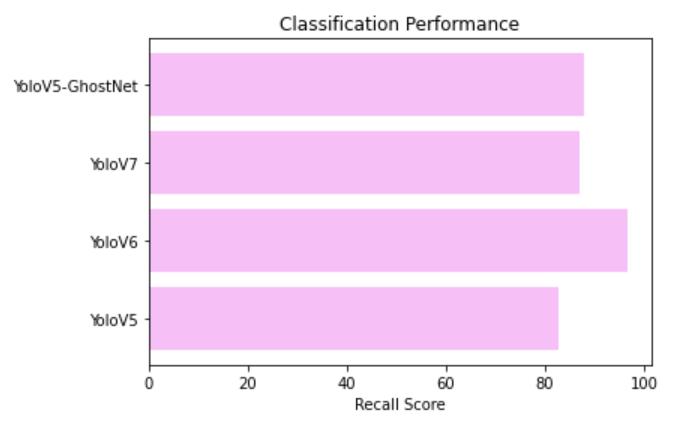 Classification Performance
YoloV5-GhostNet
YoloV7
YoloV6
YoloV5
0 20 40 60 80 100
Recall Score